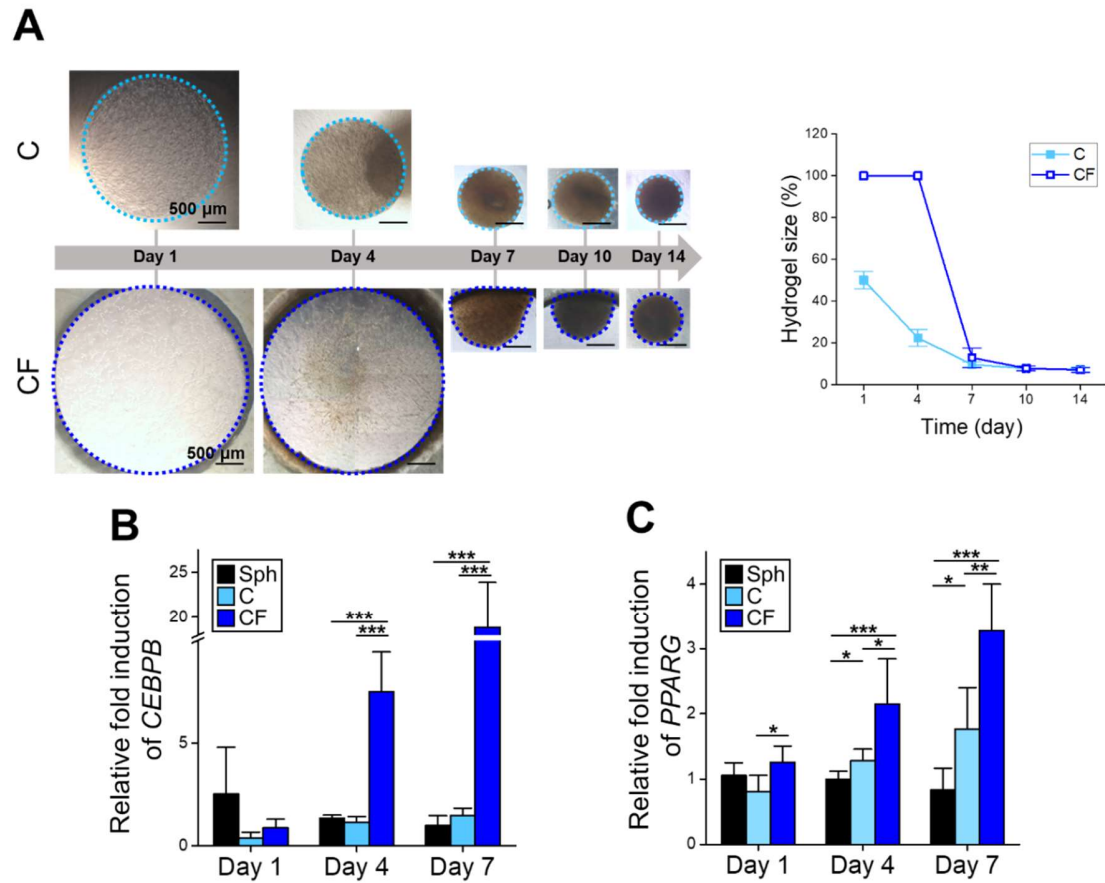 A
C
500 μm
Day 1
Day 4
Day 7
Day 10
Day 14
CF
500 μm
Hydrogel size (%)
120
100
80
60
40
20
0
C
CF
1
4
7
10
14
Time (day)
B
Relative fold induction
of CEBPB
25
20
5
0
Sph
C
CF
***
***
***
***
Day 1
Day 4
Day 7
C
Relative fold induction
of PPARG
4
3
2
1
0
Sph
C
CF
*
***
*
*
***
**
*
Day 1
Day 4
Day 7